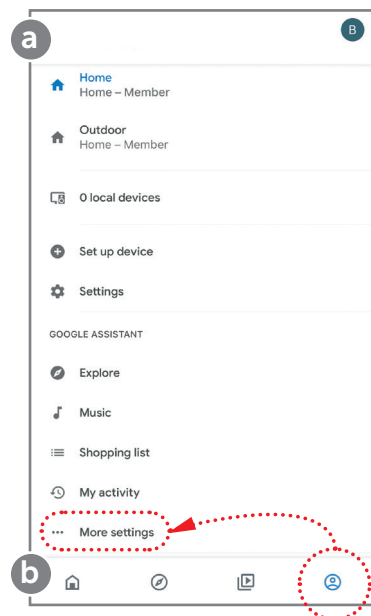 a
B
Home
Home – Member
Outdoor
Home – Member
0 local devices
Set up device
Settings
GOOGLE ASSISTANT
Explore
Music
Shopping list
My activity
More settings
b